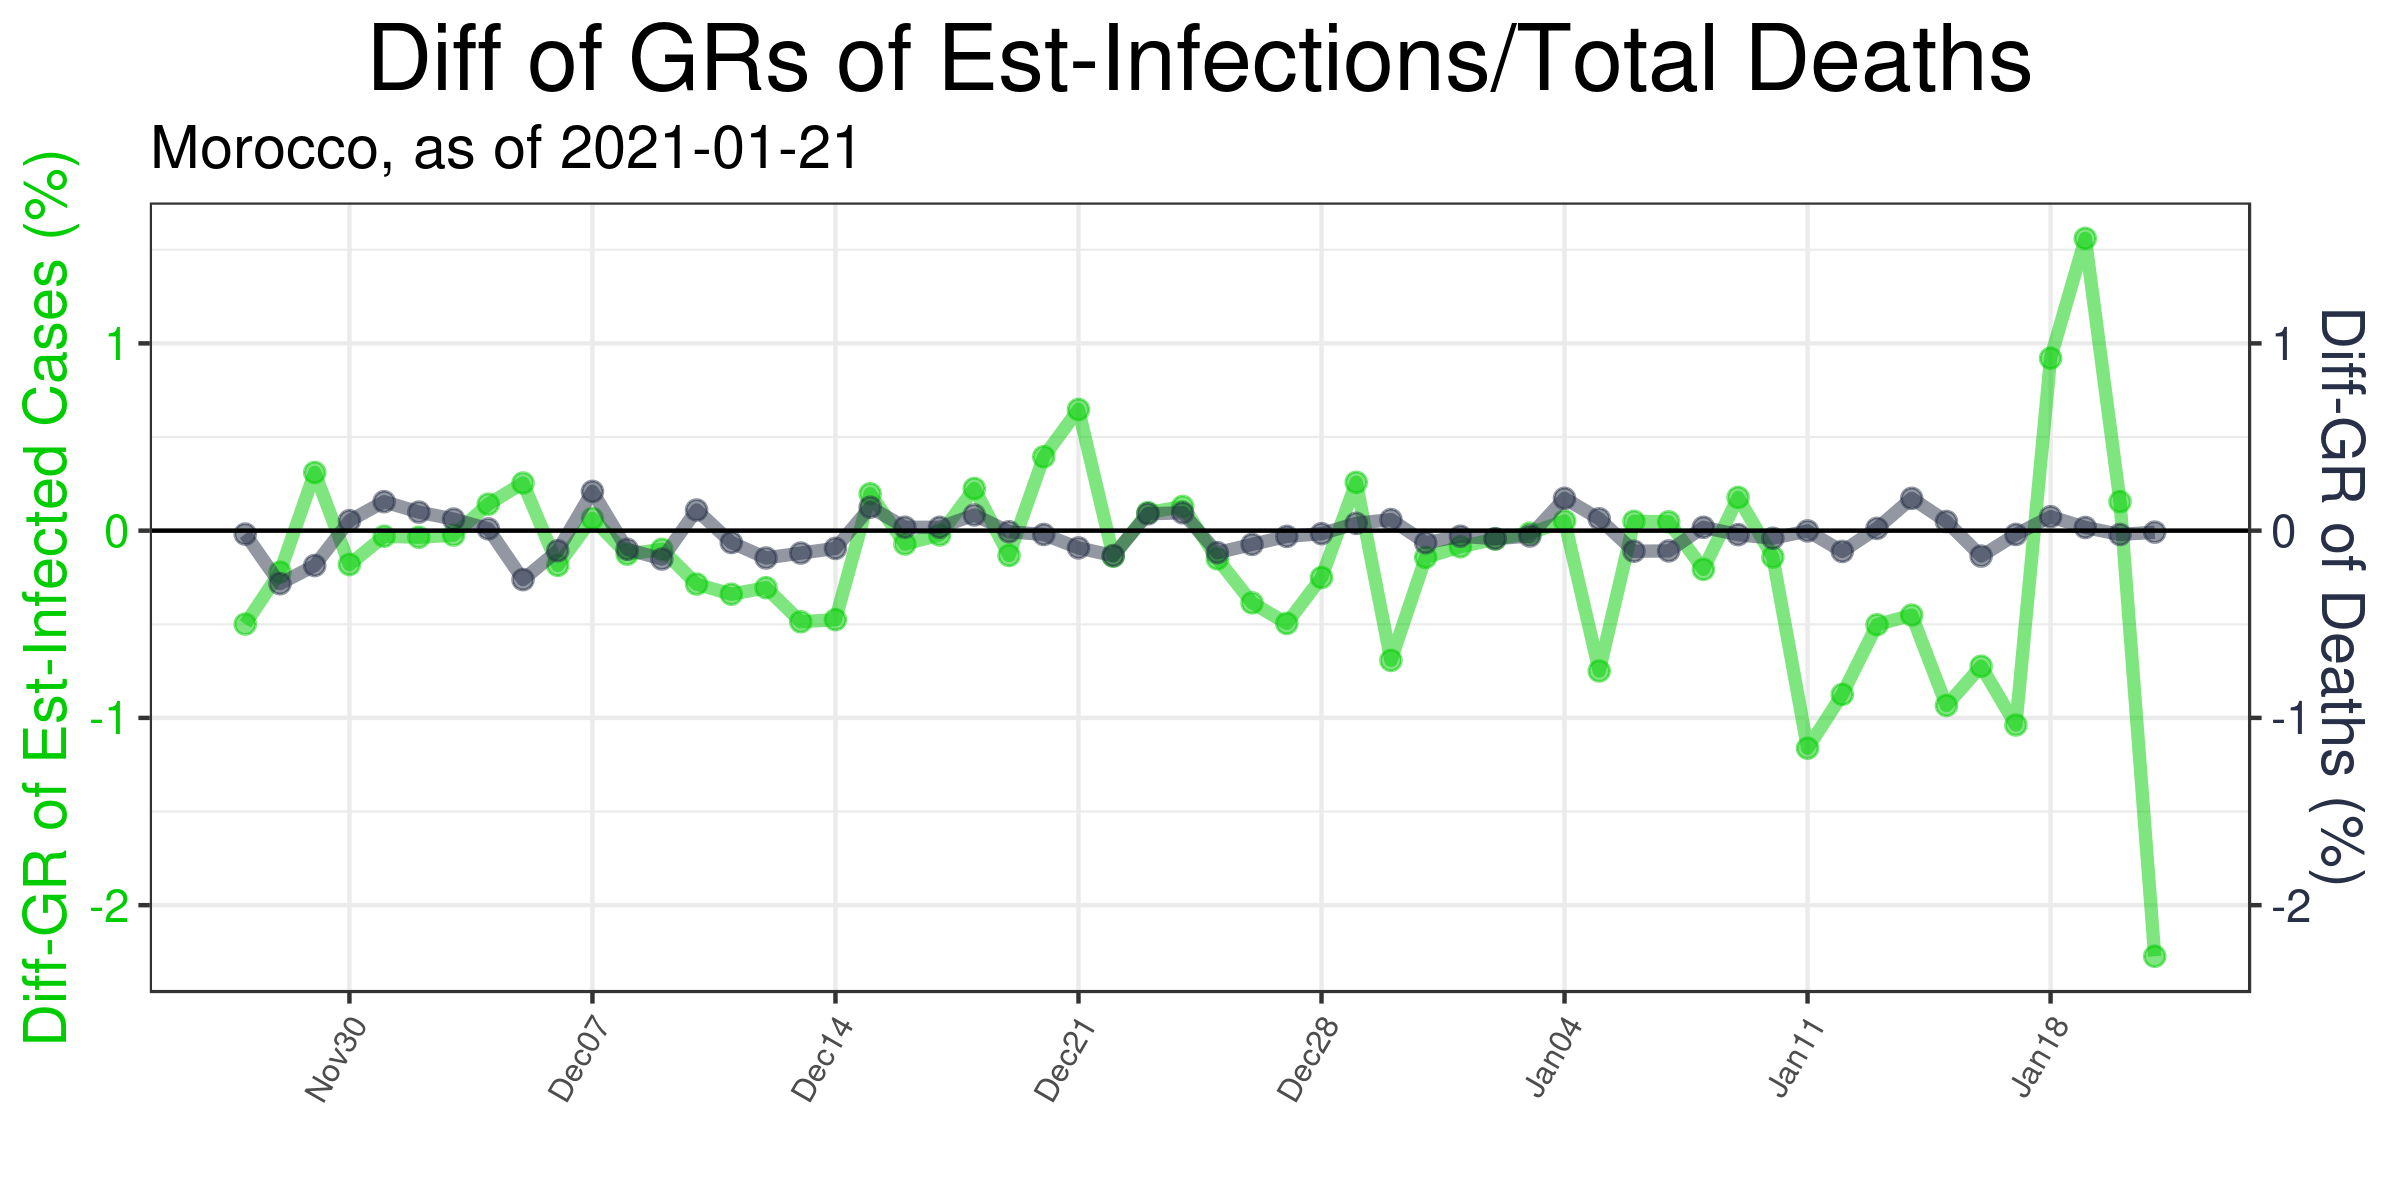 Diff of GRs of Est-Infections/Total Deaths
Morocco, as of 2021-01-21
Diff-GR of Est-Infected Cases (%)
1
0
-1
-2
1
0
-1
-2
Diff-GR of Deaths (%)
Nov30
Dec07
Dec14
Dec21
Dec28
Jan04
Jan11
Jan18